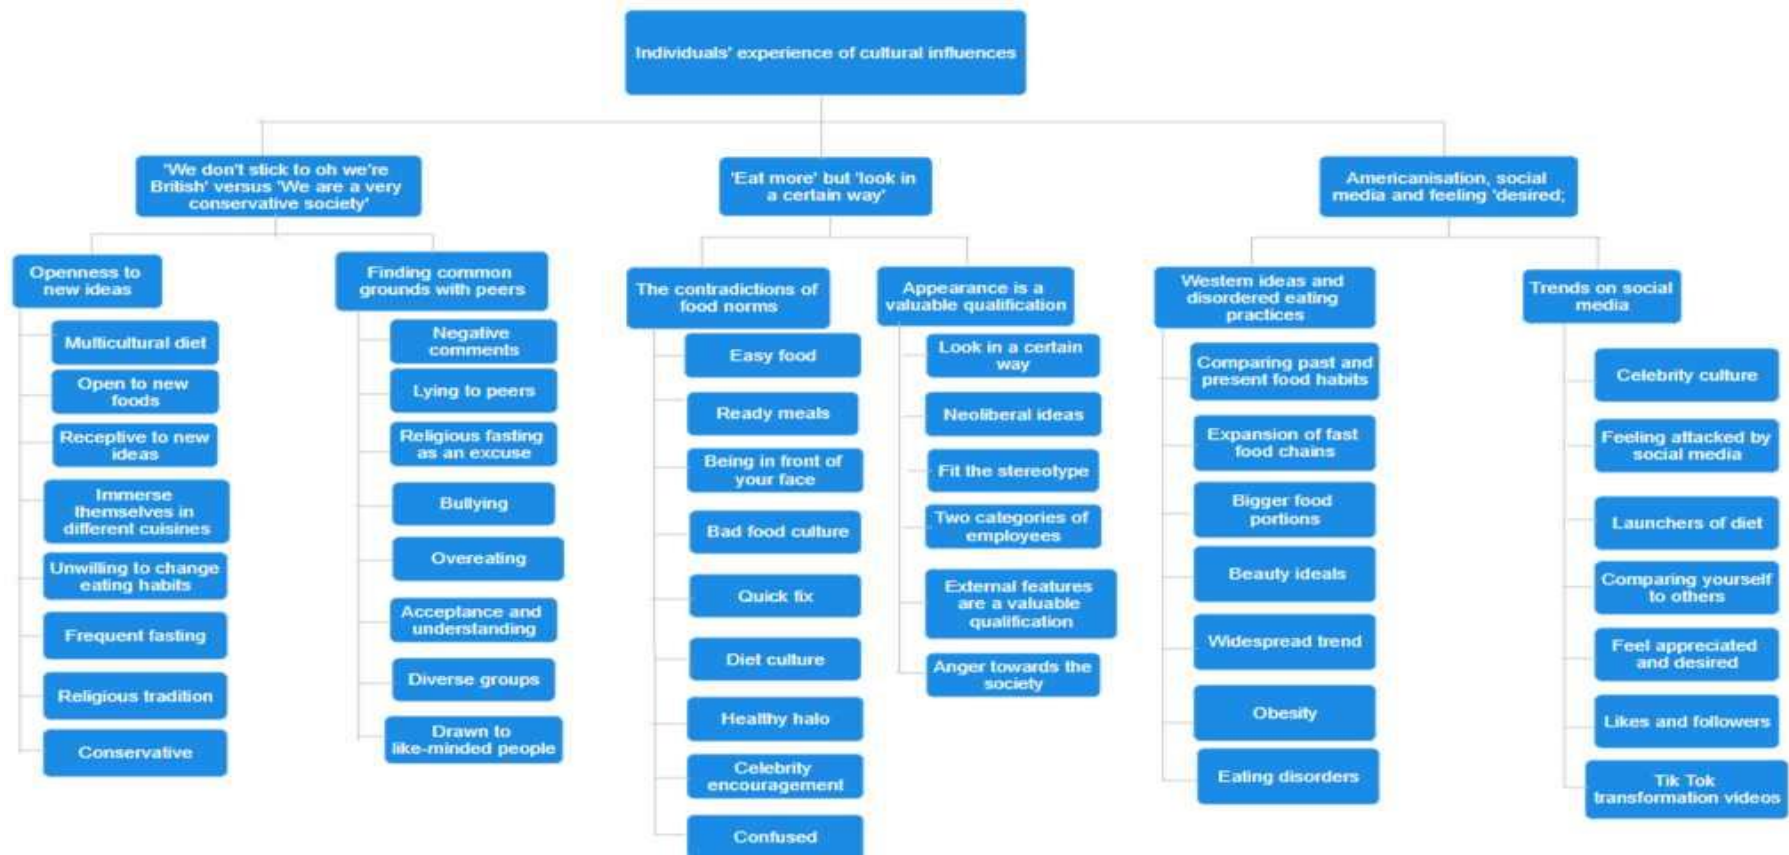 Individuals' experience of cultural influences
'We don't stick to oh we're
British' versus 'We are a very
conservative society'
Openness to
new ideas
Multicultural diet
Open to new
foods
Receptive to new
ideas
Immerse
themselves in
different cuisines
Unwilling to change
eating habits
Frequent fasting
Religious tradition
Conservative
Finding common
grounds with peers
Negative
comments
Lying to peers
Religious fasting
as an excuse
Bullying
Overeating
Acceptance and
understanding
Diverse groups
Drawn to
like-minded people
'Eat more' but 'look in
a certain way'
The contradictions of
food norms
Easy food
Ready meals
Being in front of
your face
Bad food culture
Quick fix
Diet culture
Healthy halo
Celebrity
encouragement
Confused
Appearance is a
valuable qualification
Look in a certain
way
Neoliberal ideas
Fit the stereotype
Two categories of
employees
External features
are a valuable
qualification
Anger towards the
society
Americanisation, social
media and feeling 'desired;
Western ideas and
disordered eating
practices
Comparing past and
present food habits
Expansion of fast
food chains
Bigger food
portions
Beauty ideals
Widespread trend
Obesity
Eating disorders
Trends on social
media
Celebrity culture
Feeling attacked by
social media
Launchers of diet
Comparing yourself
to others
Feel appreciated
and desired
Likes and followers
Tik Tok
transformation videos